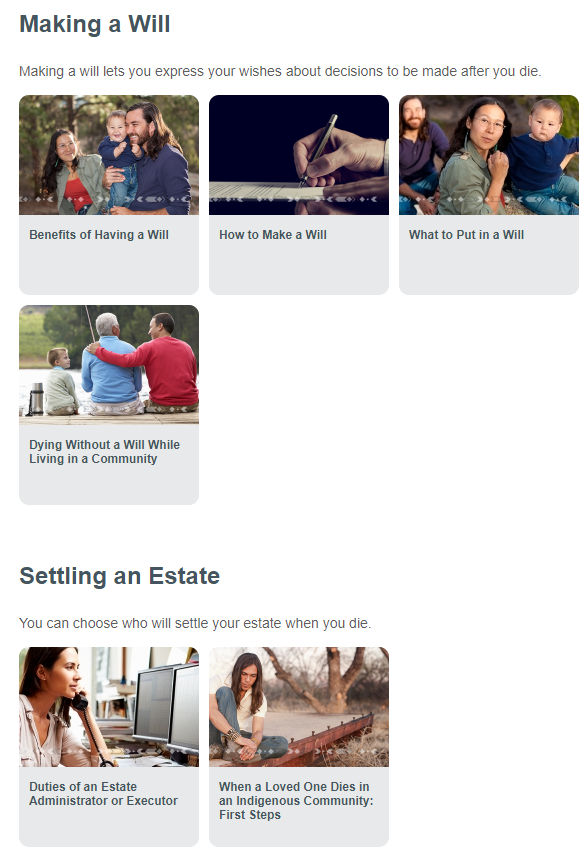 Making a Will
Making a will lets you express your wishes about decisions to be made after you die.
Benefits of Having a Will
How to Make a Will
What to Put in a Will
Dying Without a Will While
Living in a Community
Settling an Estate
You can choose who will settle your estate when you die.
Duties of an Estate
Administrator or Executor
When a Loved One Dies in
an Indigenous Community:
First Steps